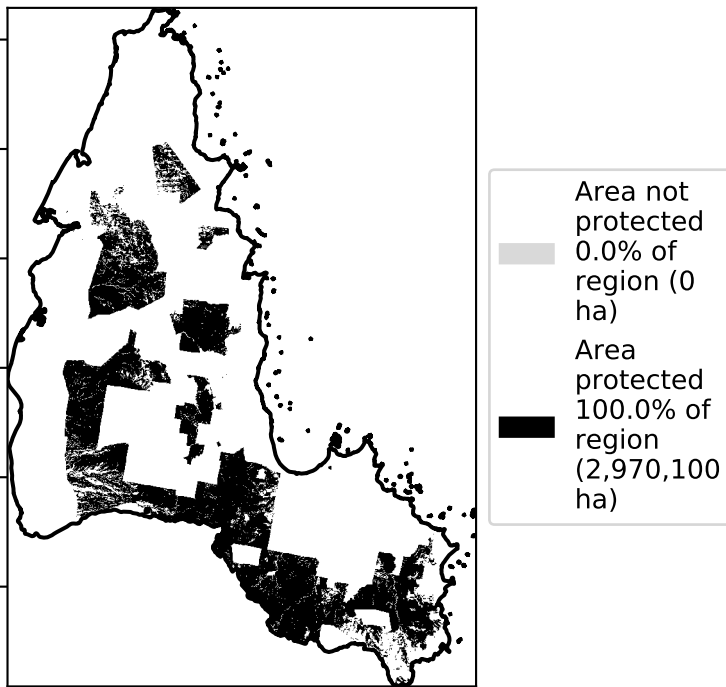 Area not
protected
0.0% of
region (0
ha)
Area
protected
100.0% of
region
(2,970,100
ha)